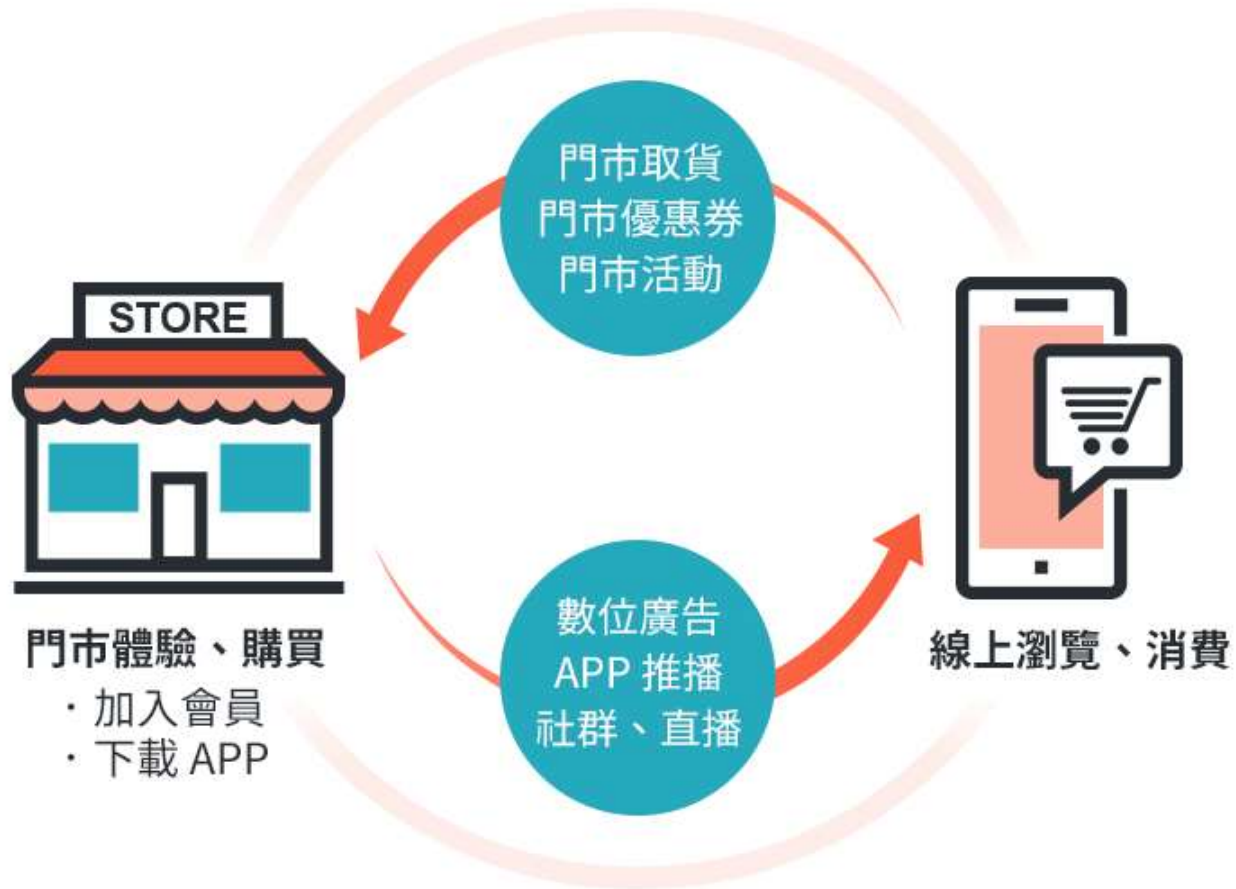 門市取貨
門市優惠券
門市活動
STORE
門市體驗、購買
・加入會員
・下載 APP
數位廣告
APP 推播
社群、直播
線上瀏覽、消費